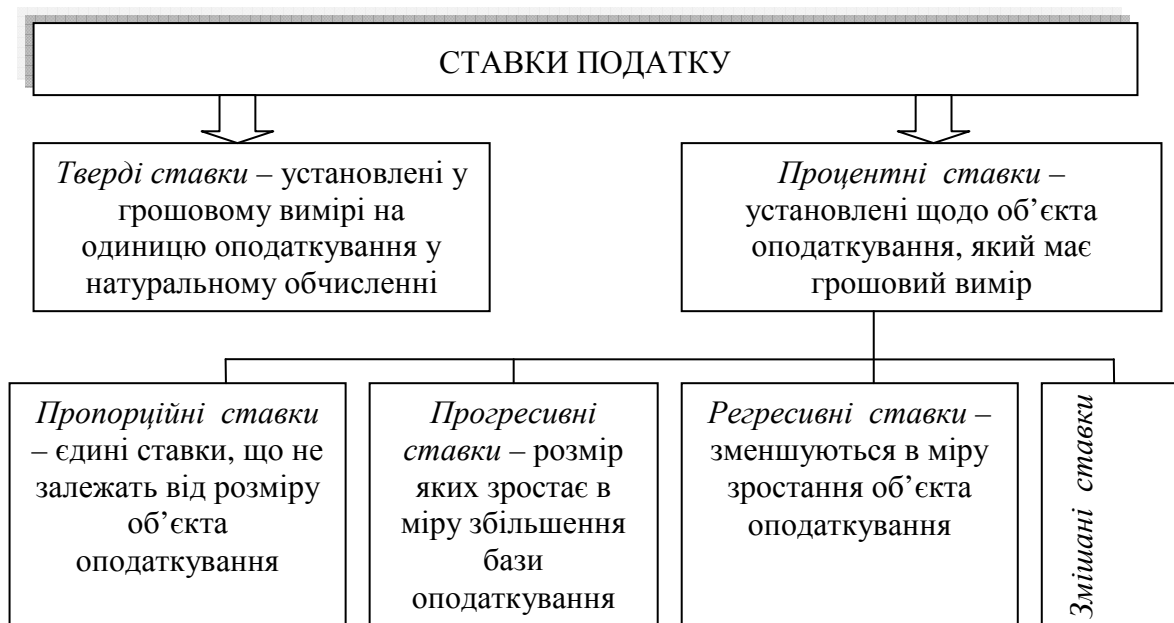 СТАВКИ ПОДАТКУ
Тверді ставки – установлені у
грошовому вимірі на
одиницю оподаткування у
натуральному обчисленні
Процентні ставки –
установлені щодо об’єкта
оподаткування, який має
грошовий вимір
Пропорційні ставки
– єдині ставки, що не
залежать від розміру
об’єкта
оподаткування
Прогресивні
ставки – розмір
яких зростає в
міру збільшення
бази
оподаткування
Регресивні ставки –
зменшуються в міру
зростання об’єкта
оподаткування
Змішані ставки